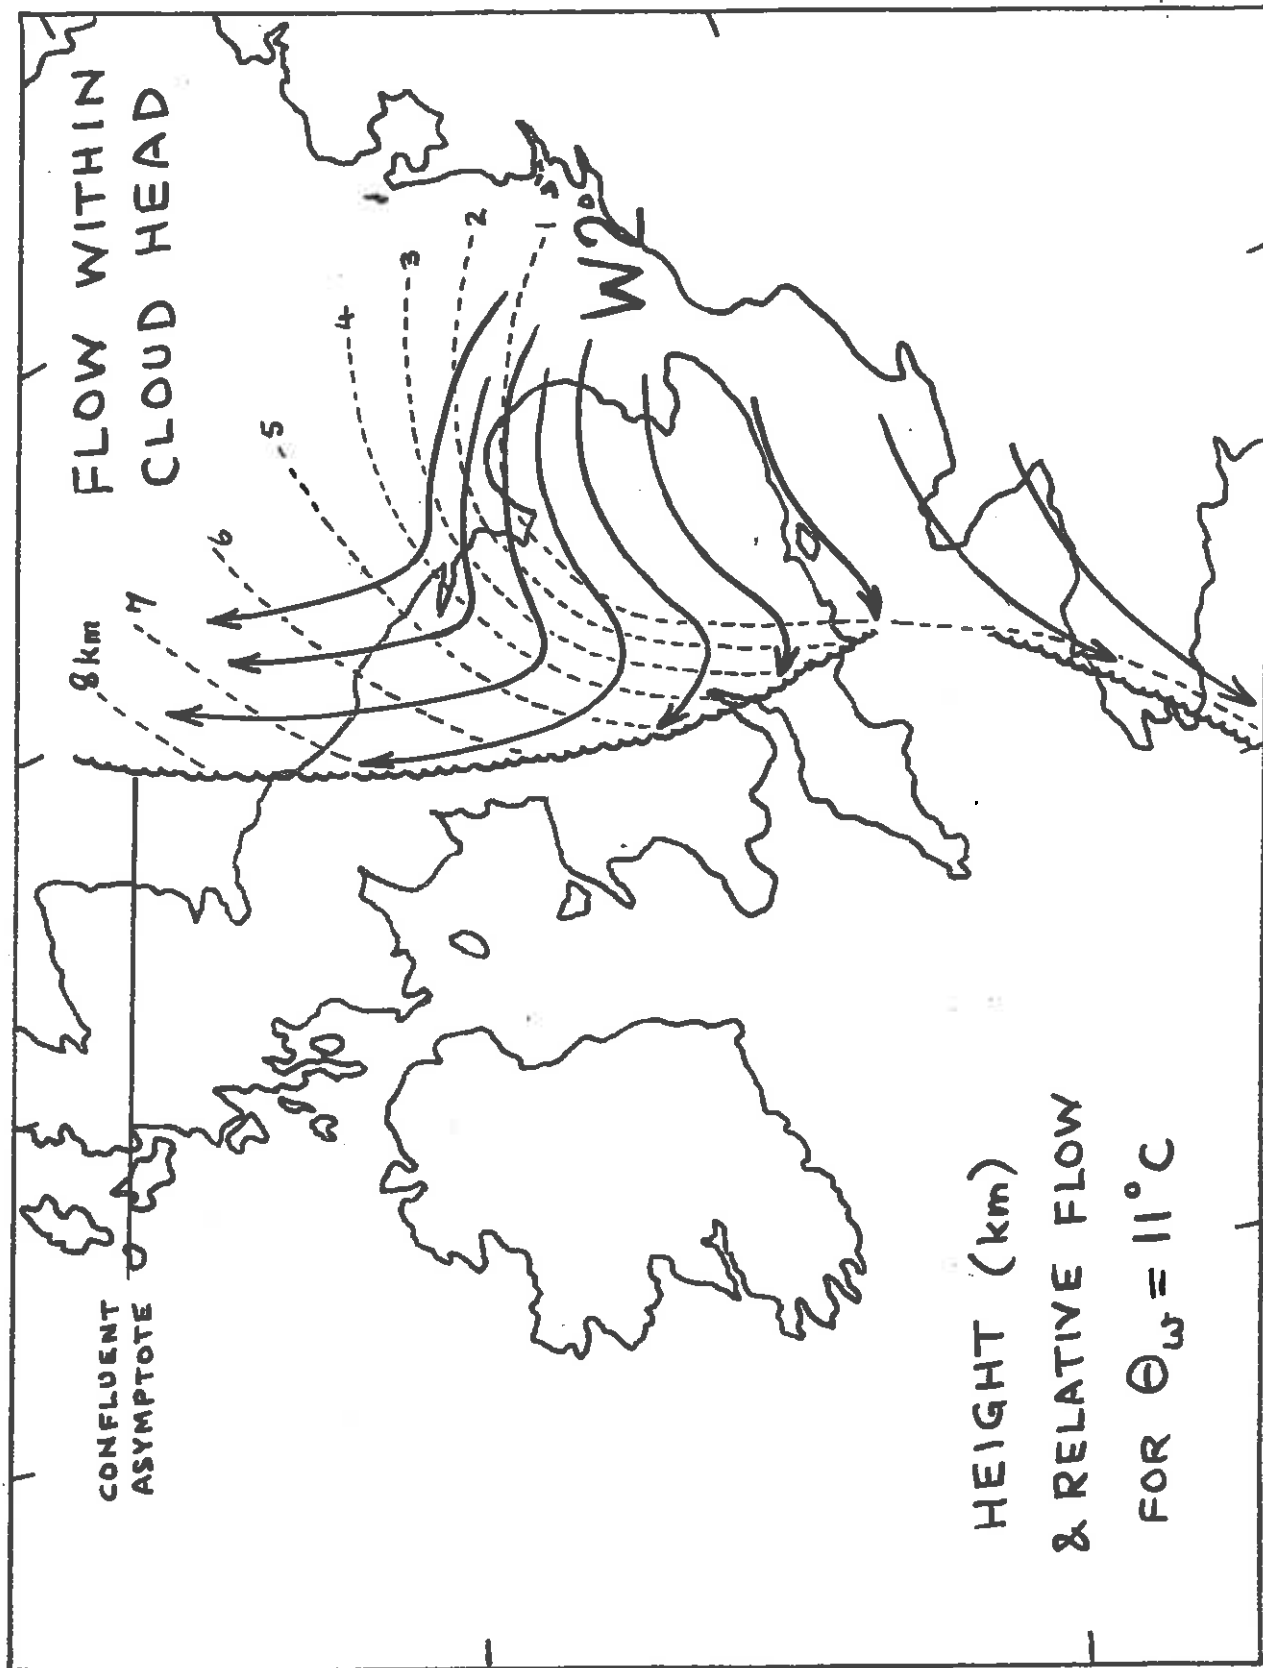 FLOW WITHIN
CLOUD HEAD
CONFLUENT
ASYMPTOTE
8km
7
6
5
4
3
2
1
W2
HEIGHT (km)
& RELATIVE FLOW
FOR Θw = 11°C